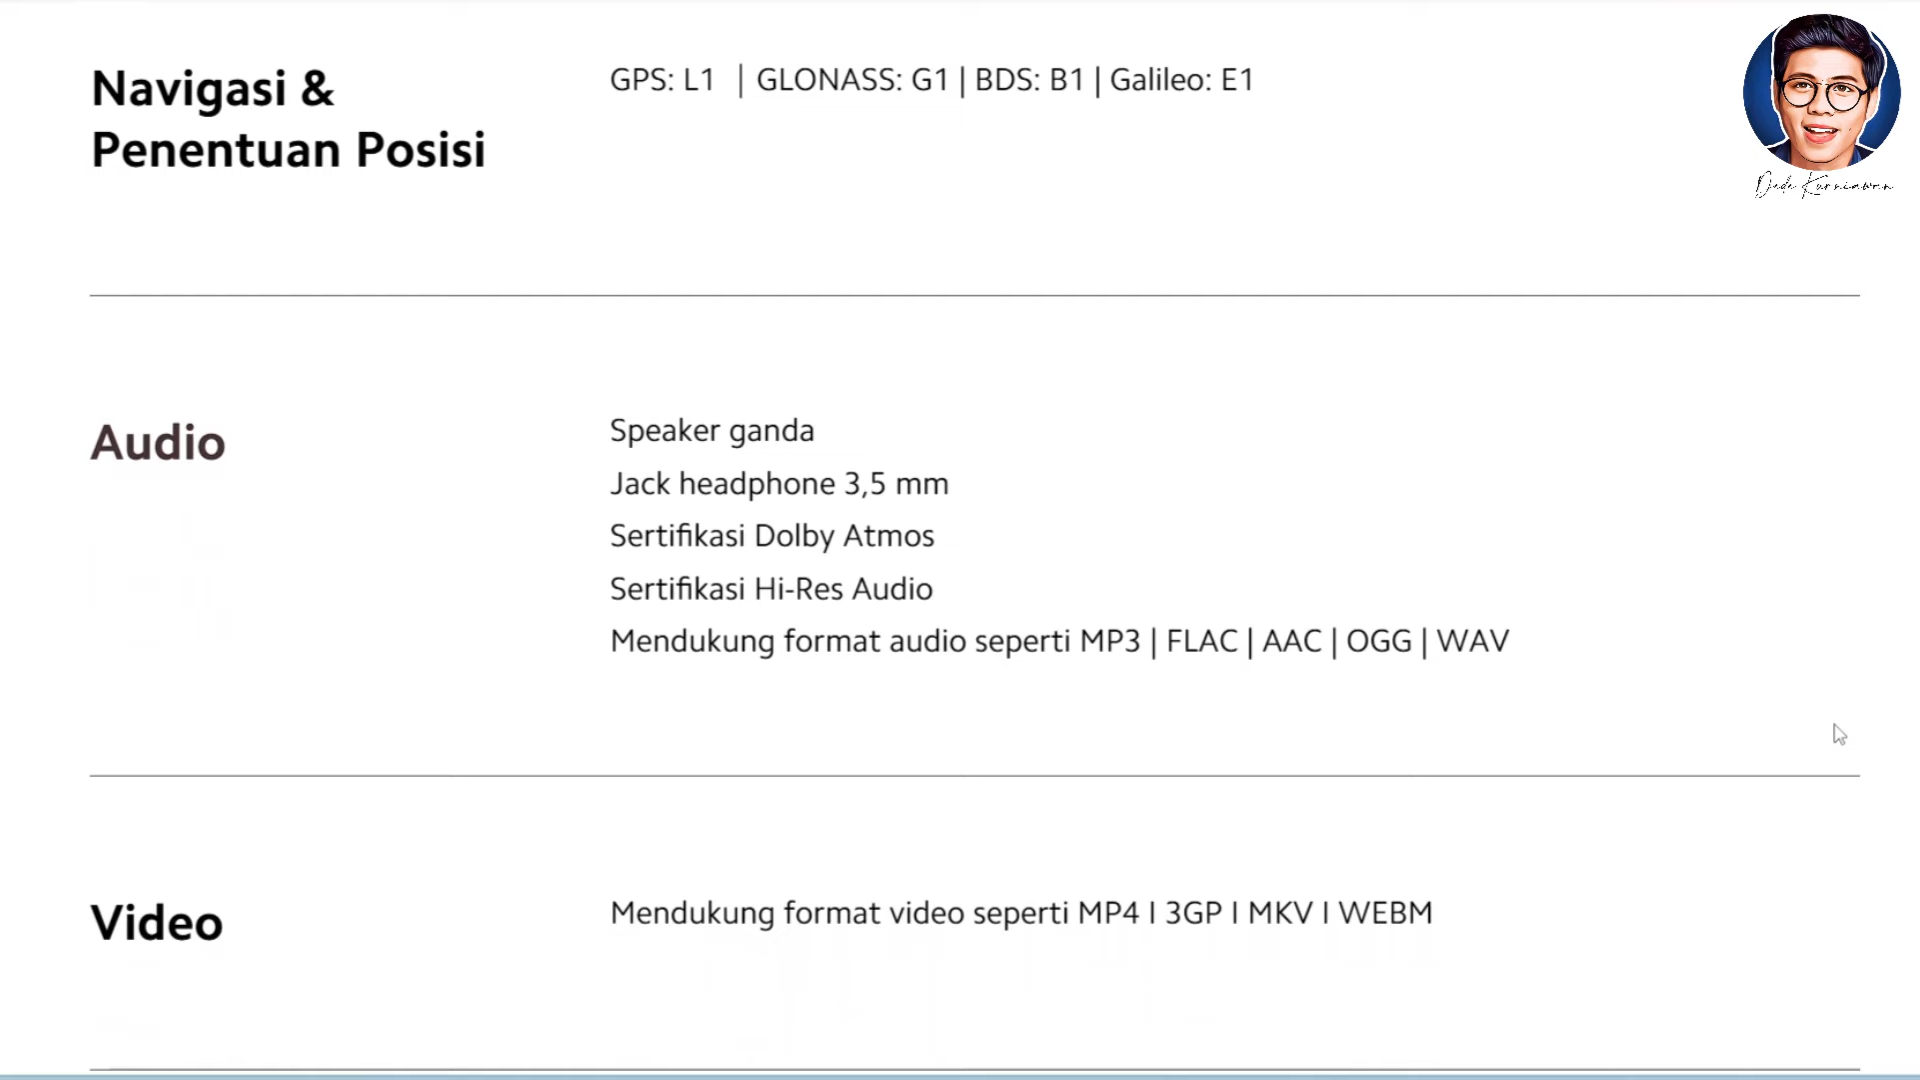 Navigasi &
Penentuan Posisi
GPS: L1 | GLONASS: G1 | BDS: B1 | Galileo: E1
Dede Kurniawan
Audio
Speaker ganda
Jack headphone 3,5 mm
Sertifikasi Dolby Atmos
Sertifikasi Hi-Res Audio
Mendukung format audio seperti MP3 | FLAC | AAC | OGG | WAV
Video
Mendukung format video seperti MP4 I 3GP I MKV I WEBM